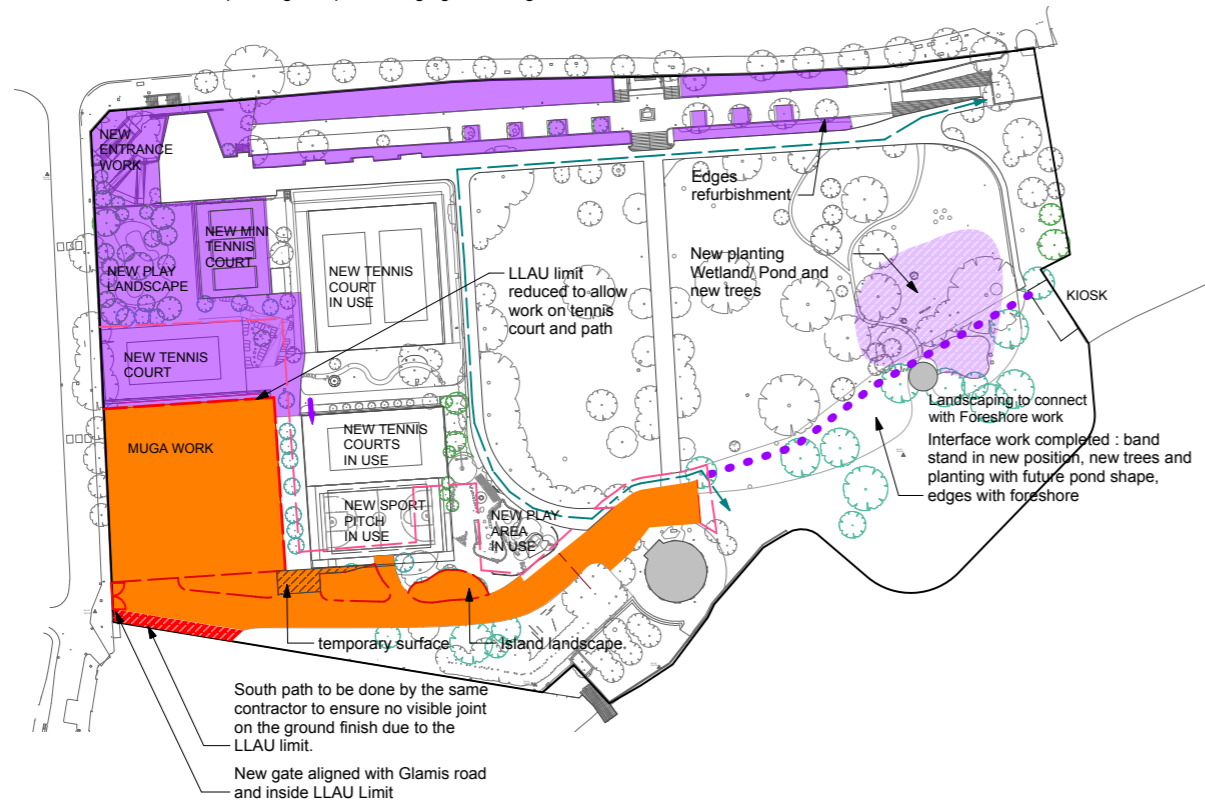 NEW
ENTRANCE
WORK
Edges
refurbishment
NEW MINI
TENNIS
COURT
NEW PLAY
LANDSCAPE
NEW TENNIS
COURT
IN USE
LLAU limit
reduced to allow
work on tennis
court and path
New planting
Wetland/ Pond and
new trees
KIOSK
NEW TENNIS
COURT
Landscaping to connect
with Foreshore work
MUGA WORK
NEW TENNIS
COURTS
IN USE
Interface work completed : band
stand in new position, new trees and
planting with future pond shape,
edges with foreshore
NEW SPORT
PITCH
IN USE
NEW PLAY
AREA
IN USE
temporary surface
Island landscape.
South path to be done by the same
contractor to ensure no visible joint
on the ground finish due to the
LLAU limit.
New gate aligned with Glamis road
and inside LLAU Limit